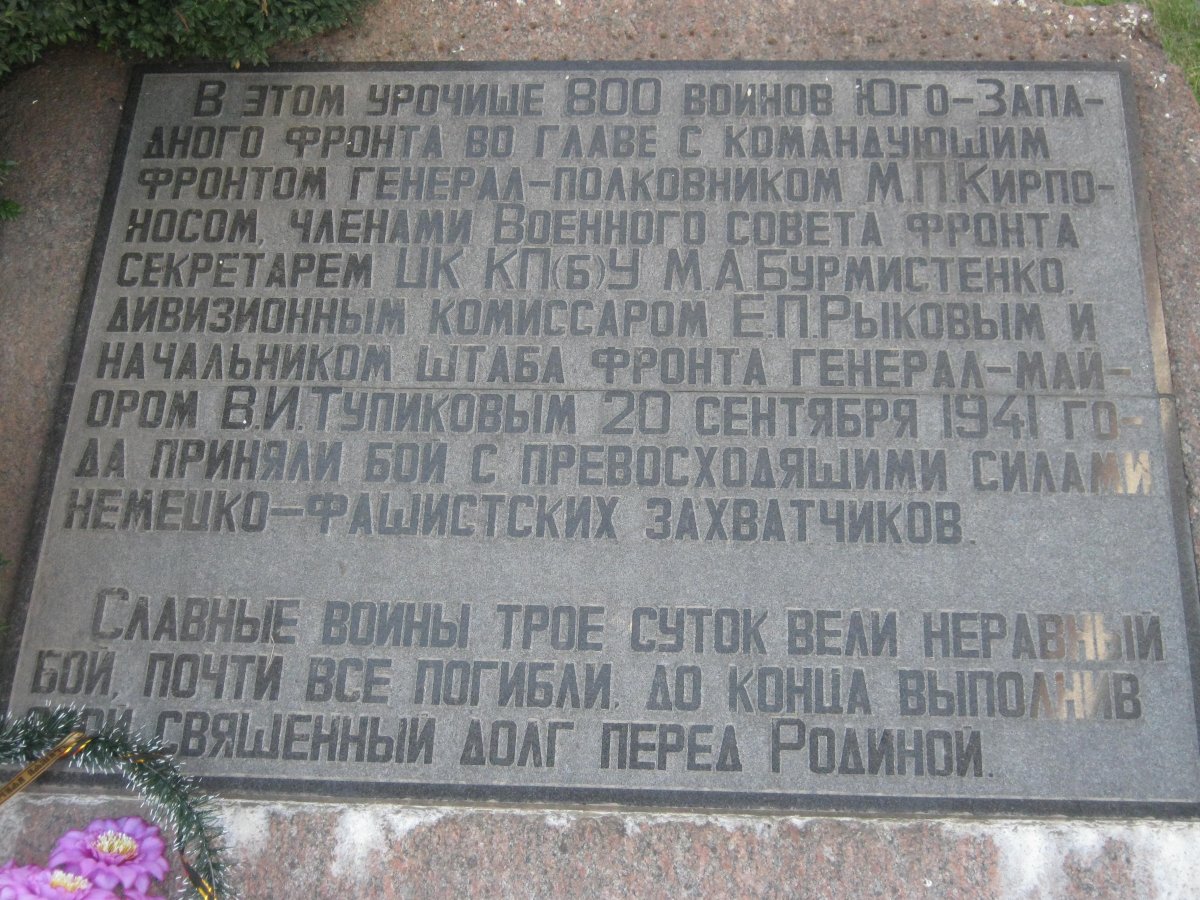 В этом урочище 800 воинов Юго-Запа-
дного фронта во главе с командующим
фронтом генерал-полковником М.П.Кирпо-
носом, членами Военного совета фронта
секретарем ЦК КП(б)У М.А.Бурмистенко,
дивизионным комиссаром Е.П.Рыковым и
начальником штаба фронта генерал-май-
ором В.И.Тупиковым 20 сентября 1941 го-
да приняли бой с превосходящими силами
немецко-фашистских захватчиков.
Славные воины трое суток вели неравный
бой, почти все погибли, до конца выполнив
свой священный долг перед Родиной.